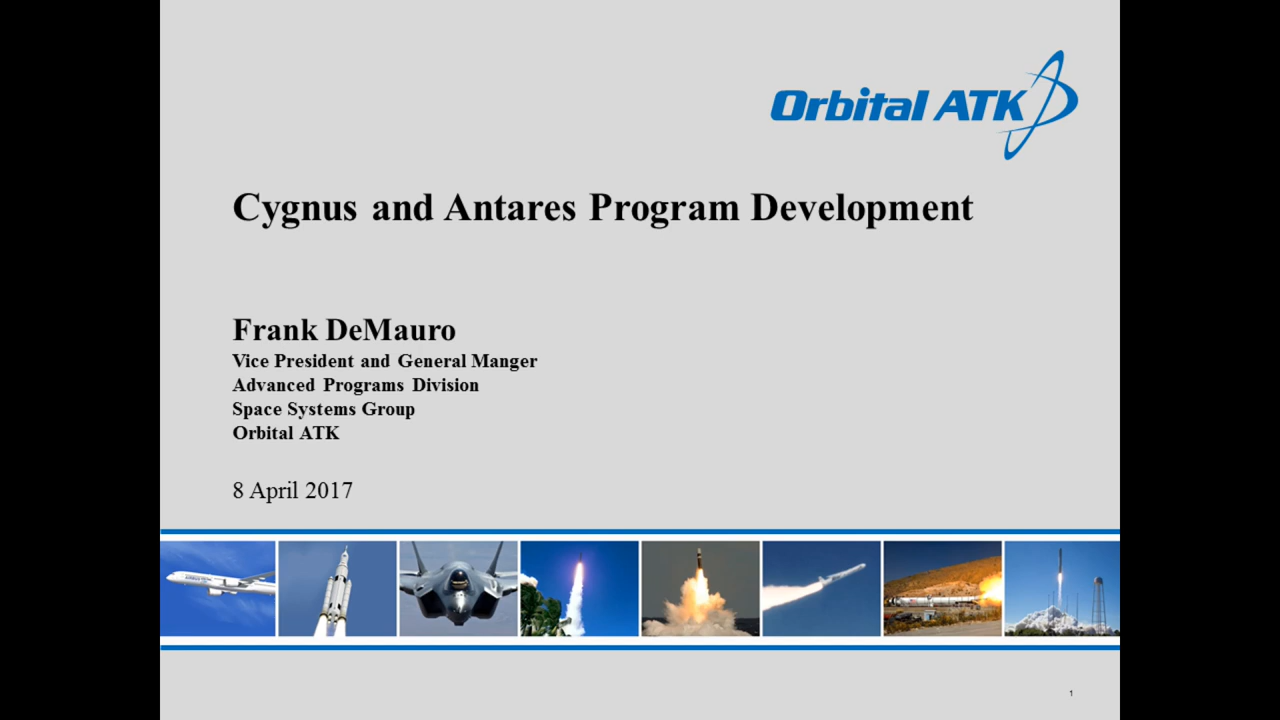 Orbital ATK
Cygnus and Antares Program Development
Frank DeMauro
Vice President and General Manger
Advanced Programs Division
Space Systems Group
Orbital ATK
8 April 2017
1